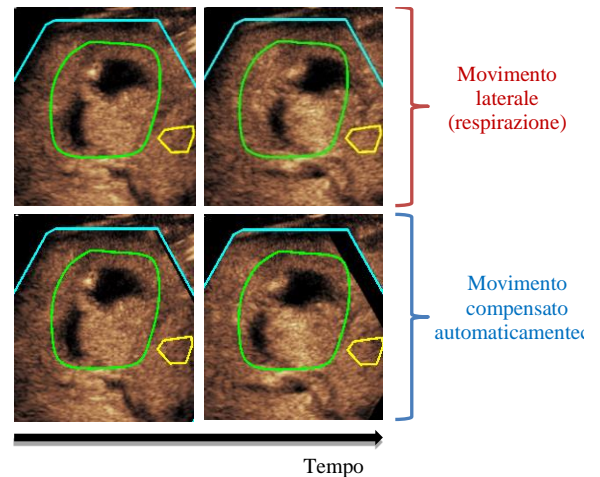 Movimento
laterale
(respirazione)
Movimento
compensato
automaticamente
Tempo